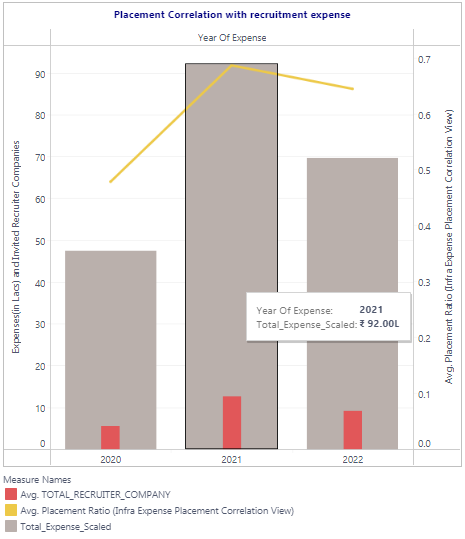 Placement Correlation with recruitment expense
Year Of Expense
Expenses(in Lacs) and Invited Recruiter Companies
90
80
70
60
50
40
30
20
10
0
0.7
0.6
0.5
0.4
0.3
0.2
0.1
0.0
Avg. Placement Ratio (Infra Expense Placement Correlation View)
Year Of Expense: 2021
Total_Expense_Scaled: ₹ 92.00L
2020 2021 2022
Measure Names
Avg. TOTAL_RECRUITER_COMPANY
Avg. Placement Ratio (Infra Expense Placement Correlation View)
Total_Expense_Scaled